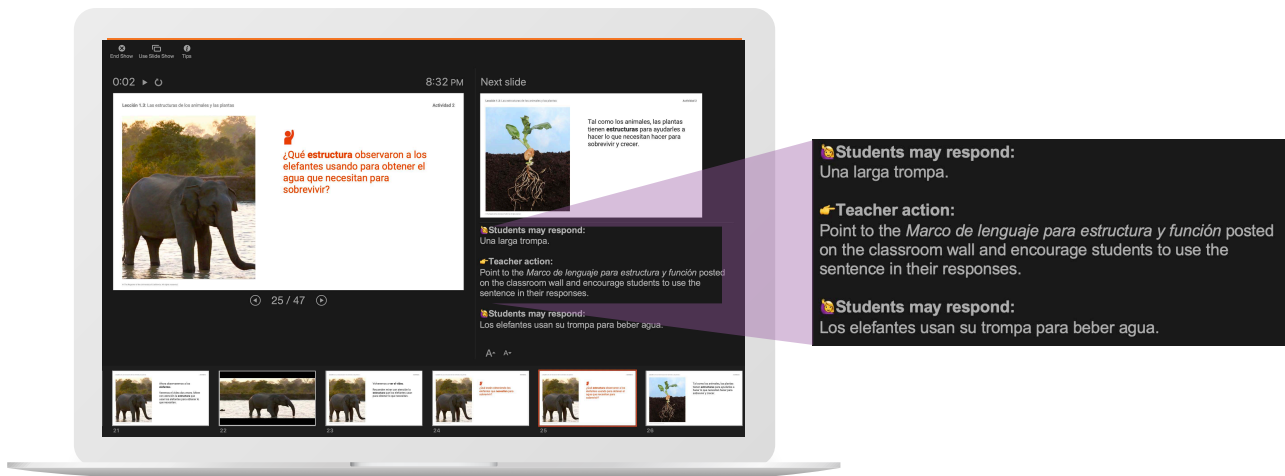 End Show
Use Slide Show
Tips
0:02
8:32 PM
Lección 1.2: Las estructuras de los animales y las plantas
Actividad 2
¿Qué estructura observaron a los
elefantes usando para obtener el
agua que necesitan para
sobrevivir?
25 / 47
Next slide
Actividad 2
Tal como los animales, las plantas
tienen estructuras para ayudarles a
hacer lo que necesitan hacer para
sobrevivir y crecer.
Students may respond:
Una larga trompa.
Teacher action:
Point to the Marco de lenguaje para estructura y función posted
on the classroom wall and encourage students to use the
sentence in their responses.
Students may respond:
Los elefantes usan su trompa para beber agua.
A
A
21
22
23
24
25
26
Students may respond:
Una larga trompa.
Teacher action:
Point to the Marco de lenguaje para estructura y función posted
on the classroom wall and encourage students to use the
sentence in their responses.
Students may respond:
Los elefantes usan su trompa para beber agua.